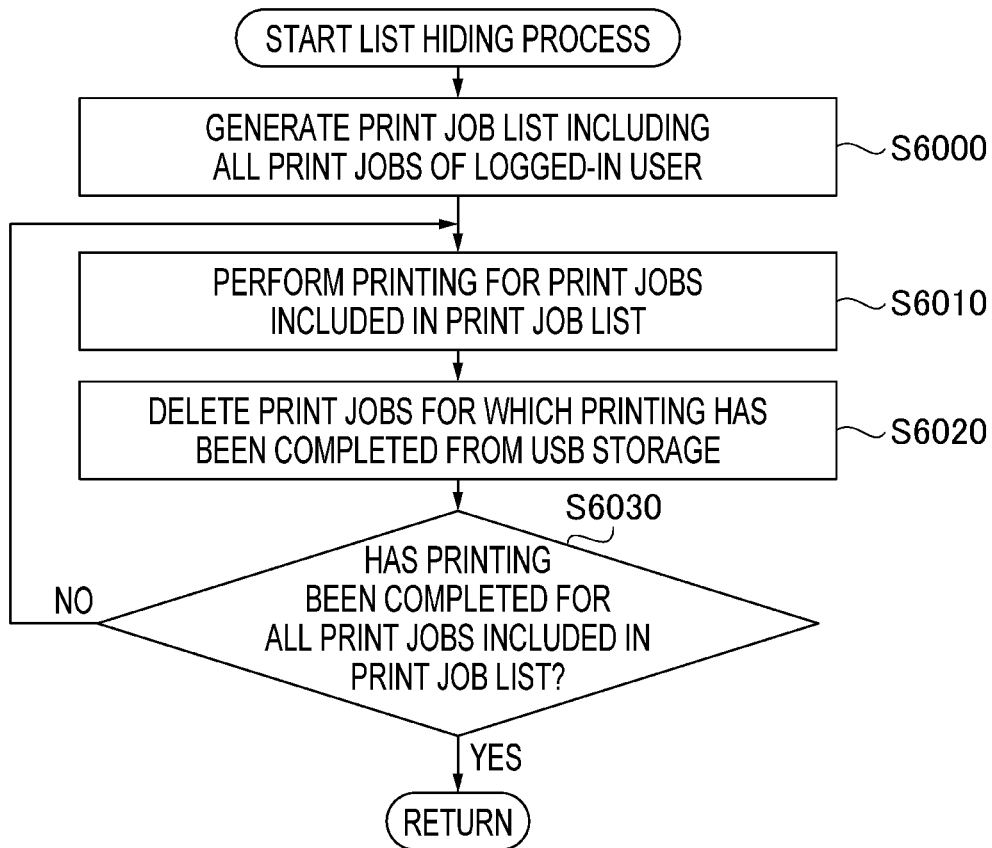 START LIST HIDING PROCESS
GENERATE PRINT JOB LIST INCLUDING
ALL PRINT JOBS OF LOGGED-IN USER
S6000
PERFORM PRINTING FOR PRINT JOBS
INCLUDED IN PRINT JOB LIST
S6010
DELETE PRINT JOBS FOR WHICH PRINTING HAS
BEEN COMPLETED FROM USB STORAGE
S6020
S6030
HAS PRINTING
BEEN COMPLETED FOR
ALL PRINT JOBS INCLUDED IN
PRINT JOB LIST?
NO
YES
RETURN